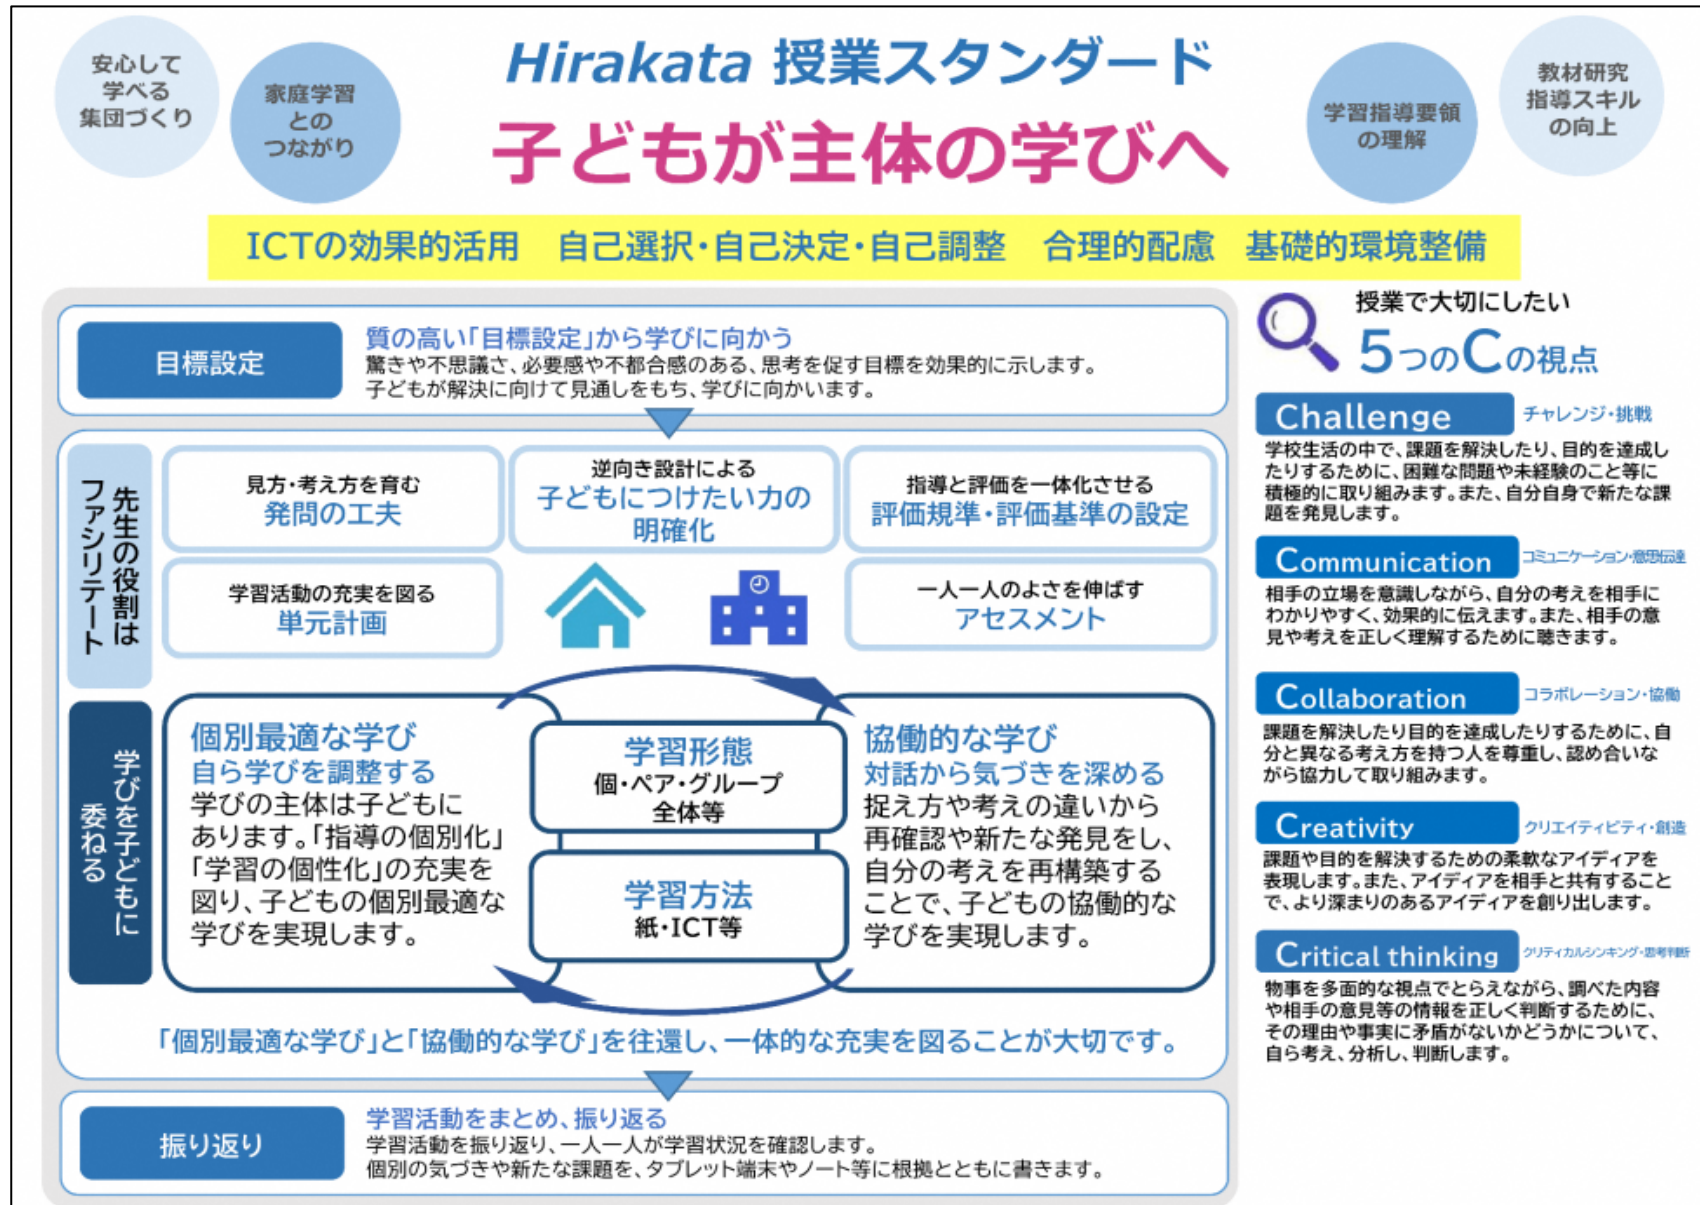 安心して
学べる
集団づくり
家庭学習
との
つながり
Hirakata 授業スタンダード
子どもが主体の学びへ
学習指導要領
の理解
教材研究
指導スキル
の向上
ICTの効果的活用　自己選択・自己決定・自己調整　合理的配慮　基礎的環境整備
目標設定
質の高い「目標設定」から学びに向かう
驚きや不思議さ、必要感や不都合感のある、思考を促す目標を効果的に示します。
子どもが解決に向けて見通しをもち、学びに向かいます。
先生の役割は
ファシリテート
見方・考え方を育む
発問の工夫
逆向き設計による
子どもにつけたい力の
明確化
指導と評価を一体化させる
評価規準・評価基準の設定
学習活動の充実を図る
単元計画
一人一人のよさを伸ばす
アセスメント
学びを子どもに
委ねる
個別最適な学び
自ら学びを調整する
学びの主体は子どもに
あります。「指導の個別化」
「学習の個性化」の充実を
図り、子どもの個別最適な
学びを実現します。
学習形態
個・ペア・グループ
全体等
学習方法
紙・ICT等
協働的な学び
対話から気づきを深める
捉え方や考えの違いから
再確認や新たな発見をし、
自分の考えを再構築する
ことで、子どもの協働的な
学びを実現します。
「個別最適な学び」と「協働的な学び」を往還し、一体的な充実を図ることが大切です。
振り返り
学習活動をまとめ、振り返る
学習活動を振り返り、一人一人が学習状況を確認します。
個別の気づきや新たな課題を、タブレット端末やノート等に根拠とともに書きます。
授業で大切にしたい
5つのCの視点
Challenge チャレンジ・挑戦
学校生活の中で、課題を解決したり、目的を達成し
たりするために、困難な問題や未経験のこと等に
積極的に取り組みます。また、自分自身で新たな課
題を発見します。
Communication コミュニケーション・意思伝達
相手の立場を意識しながら、自分の考えを相手に
わかりやすく、効果的に伝えます。また、相手の意
見や考えを正しく理解するために聴きます。
Collaboration コラボレーション・協働
課題を解決したり目的を達成したりするために、自
分と異なる考え方を持つ人を尊重し、認め合いな
がら協力して取り組みます。
Creativity クリエイティビティ・創造
課題や目的を解決するための柔軟なアイディアを
表現します。また、アイディアを相手と共有すること
で、より深まりのあるアイディアを創り出します。
Critical thinking クリティカルシンキング・思考判断
物事を多面的な視点でとらえながら、調べた内容
や相手の意見等の情報を正しく判断するために、
その理由や事実に矛盾がないかどうかについて、
自ら考え、分析し、判断します。